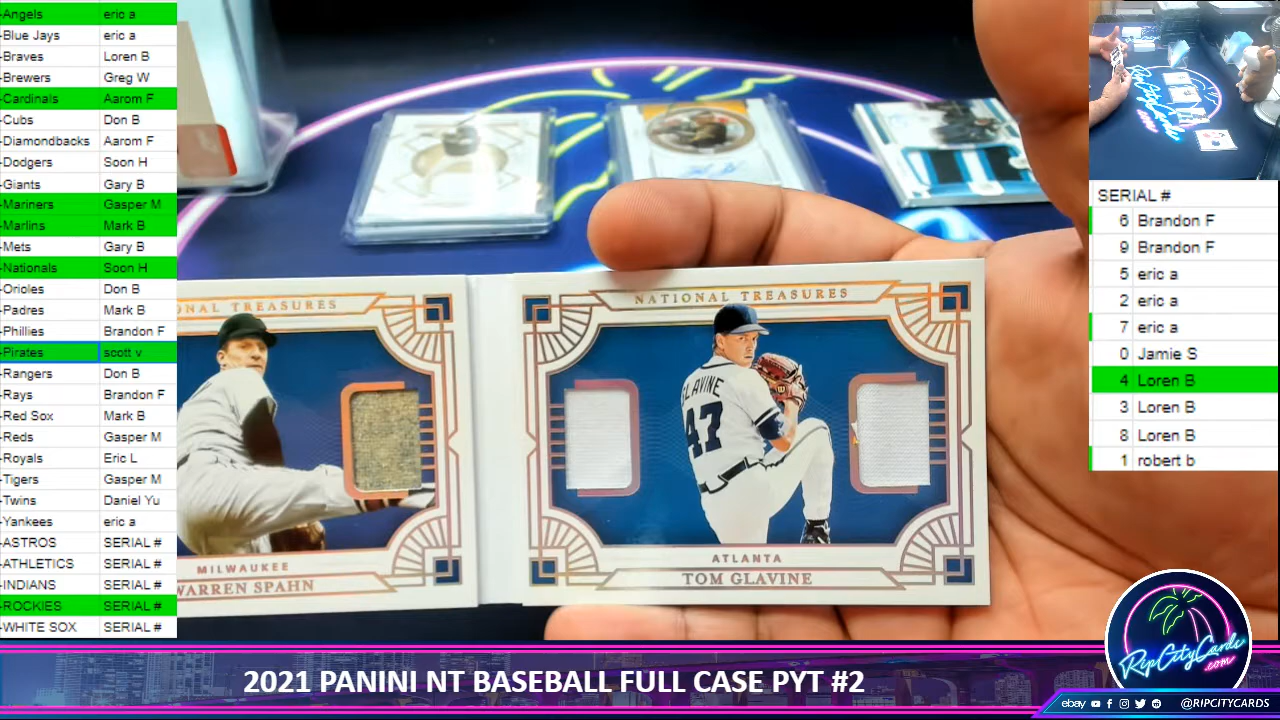 -Angels eric a
-Blue Jays eric a
-Braves Loren B
-Brewers Greg W
-Cardinals Aarom F
-Cubs Don B
-Diamondbacks Aarom F
-Dodgers Soon H
-Giants Gary B
-Mariners Gasper M
-Marlins Mark B
-Mets Gary B
-Nationals Soon H
-Orioles Don B
-Padres Mark B
-Phillies Brandon F
-Pirates scott v
-Rangers Don B
-Rays Brandon F
-Red Sox Mark B
-Reds Gasper M
-Royals Eric L
-Tigers Gasper M
-Twins Daniel Yu
-Yankees eric a
-ASTROS SERIAL #
-ATHLETICS SERIAL #
-INDIANS SERIAL #
-ROCKIES SERIAL #
-WHITE SOX SERIAL #
ONAL TREASURES
MILWAUKEE
WARREN SPAHN
NATIONAL TREASURES
GLAVINE
47
ATLANTA
TOM GLAVINE
SERIAL #
6 Brandon F
9 Brandon F
5 eric a
2 eric a
7 eric a
0 Jamie S
4 Loren B
3 Loren B
8 Loren B
1 robert b
2021 PANINI NT BASEBALL FULL CASE PYT #2
RipCityCards
.com
ebay @RIPCITYCARDS